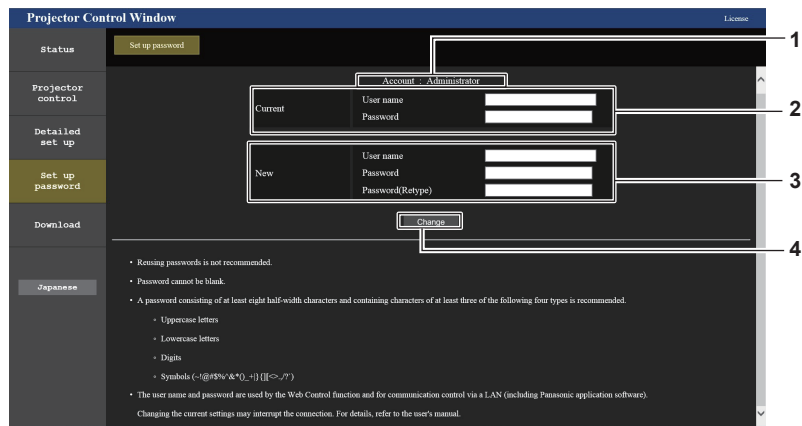 Projector Control Window
License
Status
Set up password
1
Account : Administrator
Projector
control
Current
User name
Password
2
Detailed
set up
New
User name
Password
Password(Retype)
3
Set up
password
Change
4
Download
• Reusing passwords is not recommended.
• Password cannot be blank.
Japanese
• A password consisting of at least eight half-width characters and containing characters of at least three of the following four types is recommended.
Uppercase letters
Lowercase letters
Digits
Symbols (~!@#$%^&*()_+|}{][<>.,/?`)
• The user name and password are used by the Web Control function and for communication control via a LAN (including Panasonic application software).
Changing the current settings may interrupt the connection. For details, refer to the user's manual.